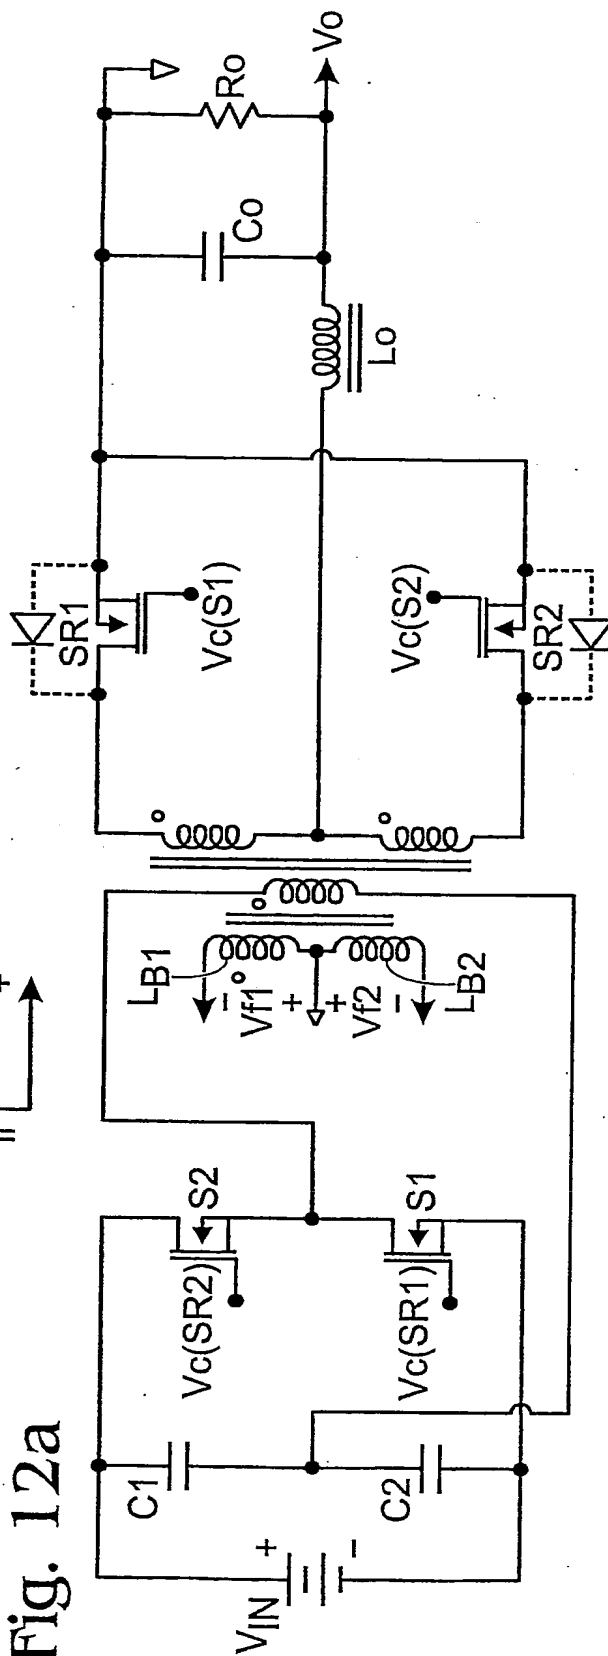 Fig. 12a
VIN
+
−
C1
C2
Vc(SR2)
S2
Vc(SR1)
S1
LB1
−
Vf1
+
+
Vf2
−
LB2
SR1
Vc(S1)
Vc(S2)
SR2
Lo
Co
Ro
Vo
+